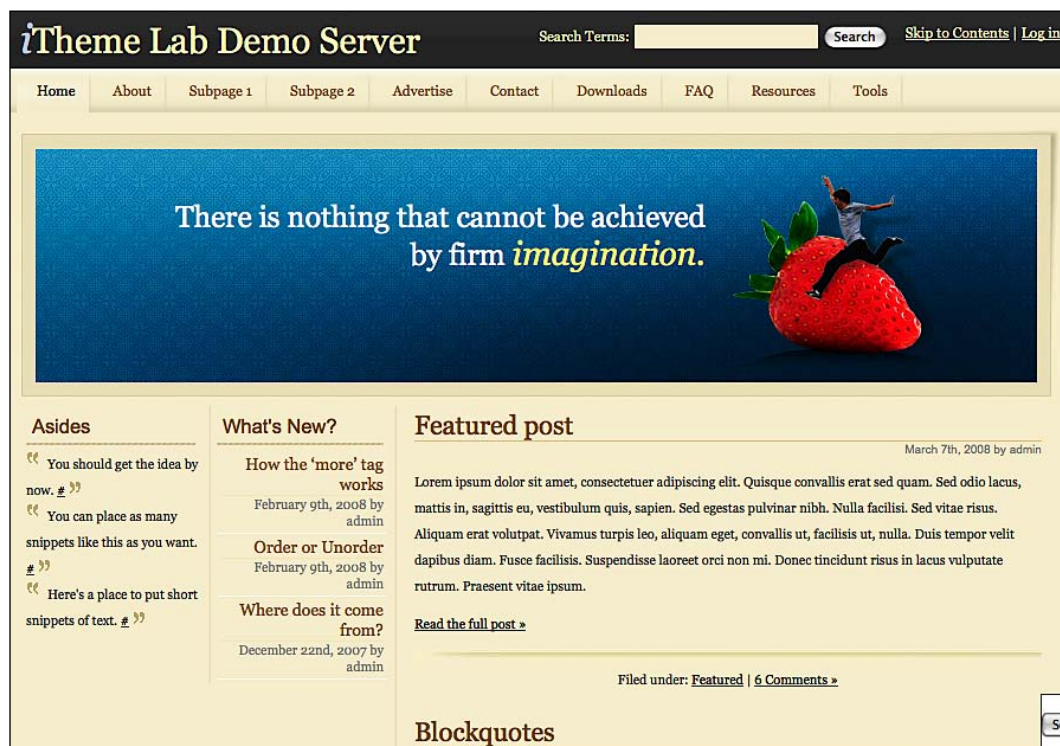 iTheme Lab Demo Server
Search Terms:
Search
Skip to Contents | Log in
Home
About
Subpage 1
Subpage 2
Advertise
Contact
Downloads
FAQ
Resources
Tools
There is nothing that cannot be achieved
by firm imagination.
Asides
“ You should get the idea by
now. # ”
“ You can place as many
snippets like this as you want.
# ”
“ Here's a place to put short
snippets of text. # ”
What's New?
How the ‘more’ tag
works
February 9th, 2008 by
admin
Order or Unorder
February 9th, 2008 by
admin
Where does it come
from?
December 22nd, 2007 by
admin
Featured post
March 7th, 2008 by admin
Lorem ipsum dolor sit amet, consectetuer adipiscing elit. Quisque convallis erat sed quam. Sed odio lacus,
mattis in, sagittis eu, vestibulum quis, sapien. Sed egestas pulvinar nibh. Nulla facilisi. Sed vitae risus.
Aliquam erat volutpat. Vivamus turpis leo, aliquam eget, convallis ut, facilisis ut, nulla. Duis tempor velit
dapibus diam. Fusce facilisis. Suspendisse laoreet orci non mi. Donec tincidunt risus in lacus vulputate
rutrum. Praesent vitae ipsum.
Read the full post »
Filed under: Featured | 6 Comments »
Blockquotes